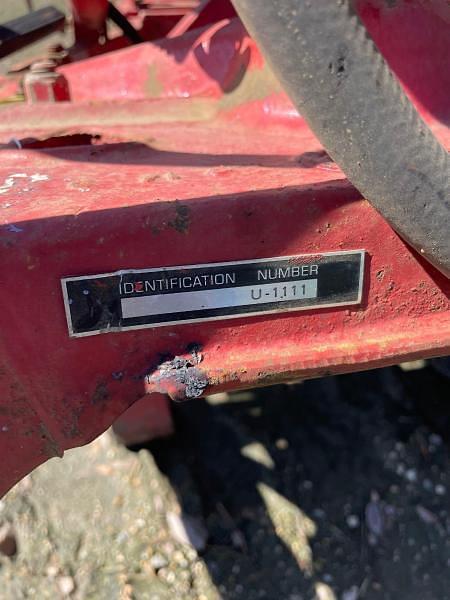 IDENTIFICATION NUMBER
U-1111